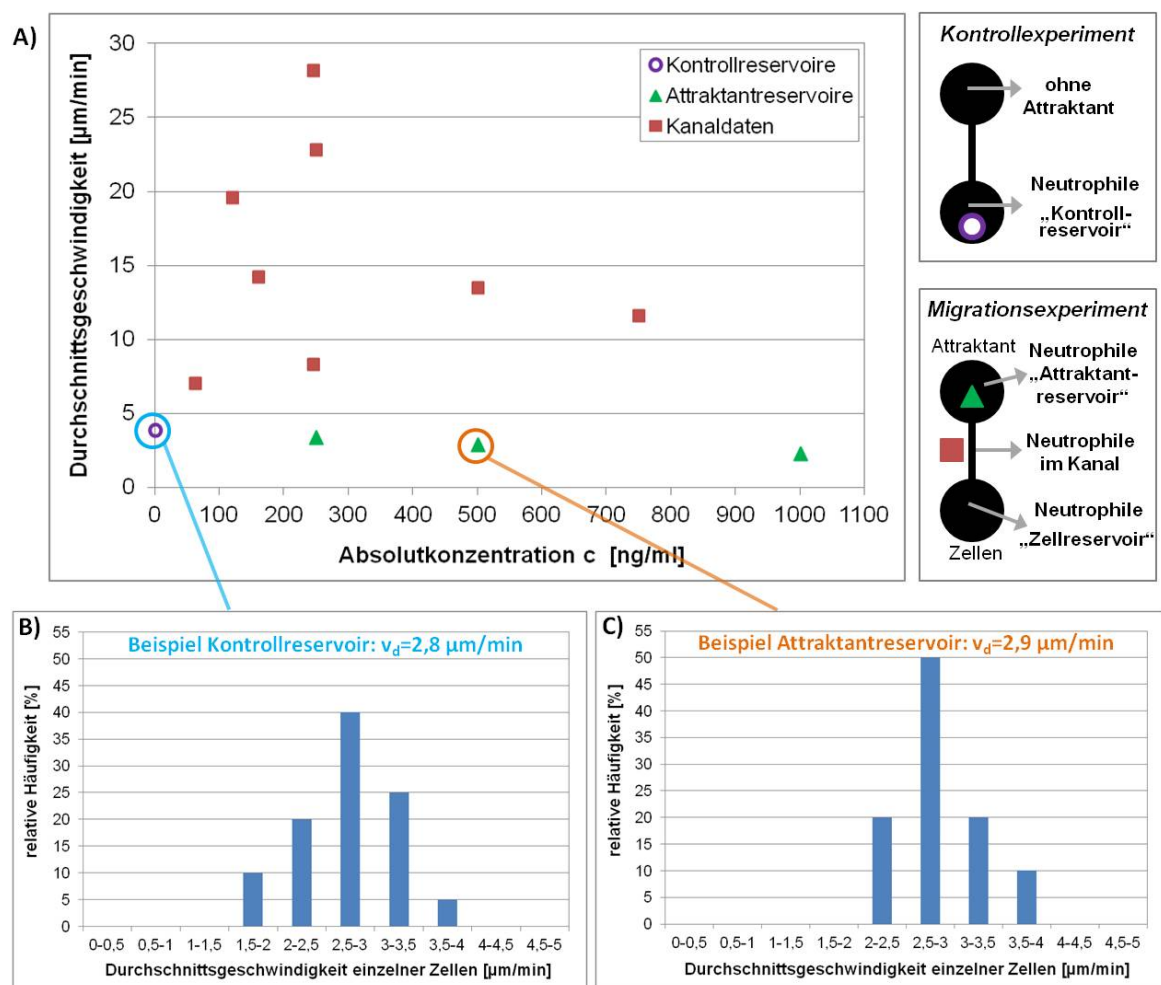 A)
30
25
20
15
10
5
0
Durchschnittsgeschwindigkeit [µm/min]
Kontrollreservoire
Attraktantreservoire
Kanaldaten
0 100 200 300 400 500 600 700 800 900 1000 1100
Absolutkonzentration c [ng/ml]
Kontrollexperiment
ohne
Attraktant
Neutrophile
„Kontroll-
reservoir“
Migrationsexperiment
Attraktant
Neutrophile
„Attraktant-
reservoir“
Neutrophile
im Kanal
Neutrophile
„Zellreservoir“
Zellen
B)
Beispiel Kontrollreservoir: vd=2,8 µm/min
55
50
45
40
35
30
25
20
15
10
5
0
relative Häufigkeit [%]
0-0,5 0,5-1 1-1,5 1,5-2 2-2,5 2,5-3 3-3,5 3,5-4 4-4,5 4,5-5
Durchschnittsgeschwindigkeit einzelner Zellen [µm/min]
C)
Beispiel Attraktantreservoir: vd=2,9 µm/min
55
50
45
40
35
30
25
20
15
10
5
0
relative Häufigkeit [%]
0-0,5 0,5-1 1-1,5 1,5-2 2-2,5 2,5-3 3-3,5 3,5-4 4-4,5 4,5-5
Durchschnittsgeschwindigkeit einzelner Zellen [µm/min]